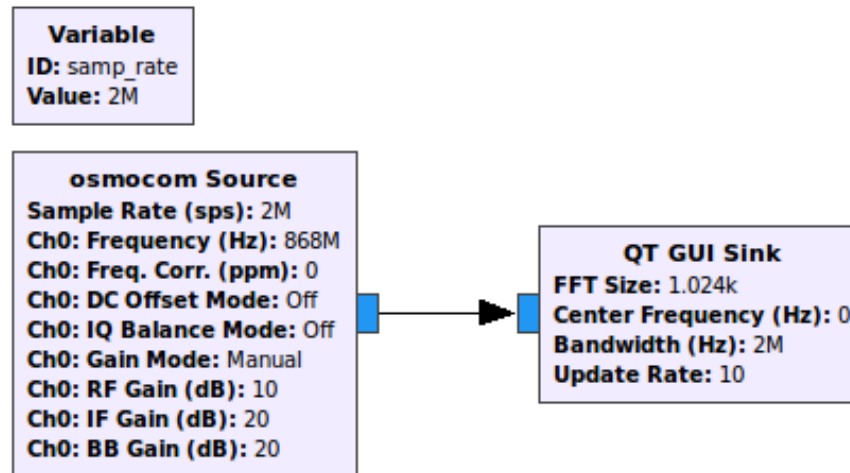 Variable
ID: samp_rate
Value: 2M
osmocom Source
Sample Rate (sps): 2M
Ch0: Frequency (Hz): 868M
Ch0: Freq. Corr. (ppm): 0
Ch0: DC Offset Mode: Off
Ch0: IQ Balance Mode: Off
Ch0: Gain Mode: Manual
Ch0: RF Gain (dB): 10
Ch0: IF Gain (dB): 20
Ch0: BB Gain (dB): 20
QT GUI Sink
FFT Size: 1.024k
Center Frequency (Hz): 0
Bandwidth (Hz): 2M
Update Rate: 10